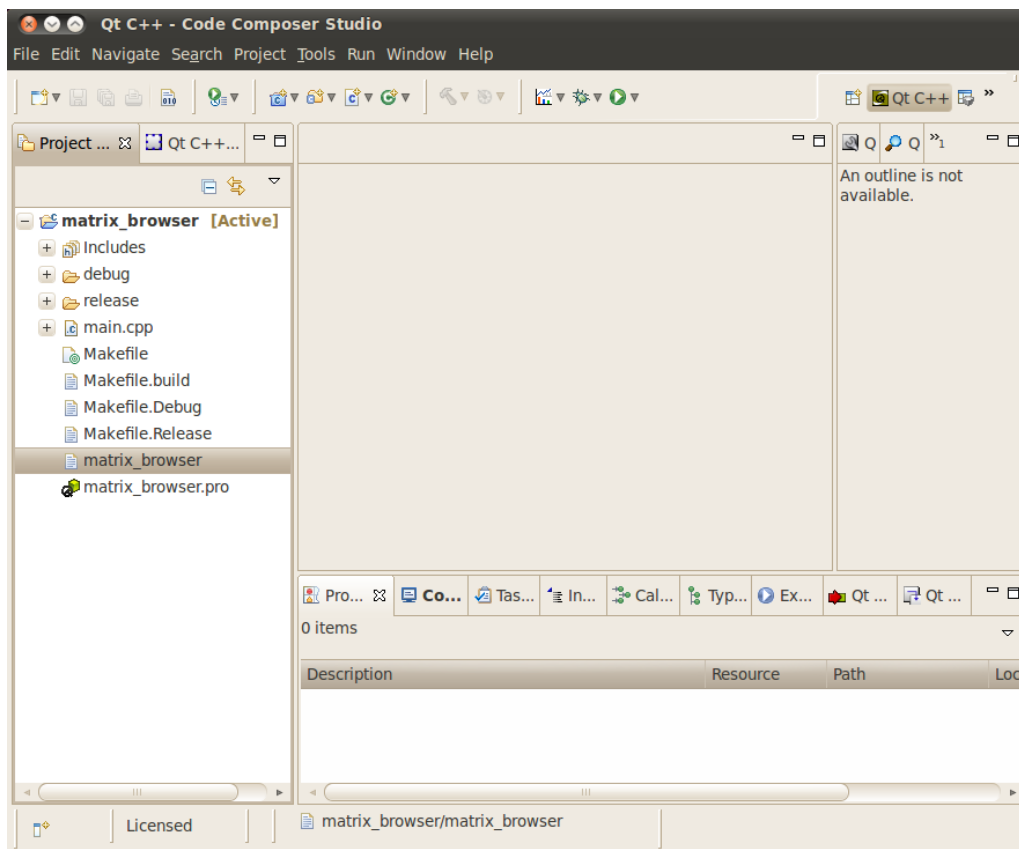 Qt C++ - Code Composer Studio
File Edit Navigate Search Project Tools Run Window Help
Qt C++ »
Project ... Qt C++...
Q Q »1
An outline is not
available.
matrix_browser [Active]
Includes
debug
release
main.cpp
Makefile
Makefile.build
Makefile.Debug
Makefile.Release
matrix_browser
matrix_browser.pro
Pro... Co... Tas... In... Cal... Typ... Ex... Qt ... Qt ...
0 items
Description Resource Path Loc
Licensed
matrix_browser/matrix_browser